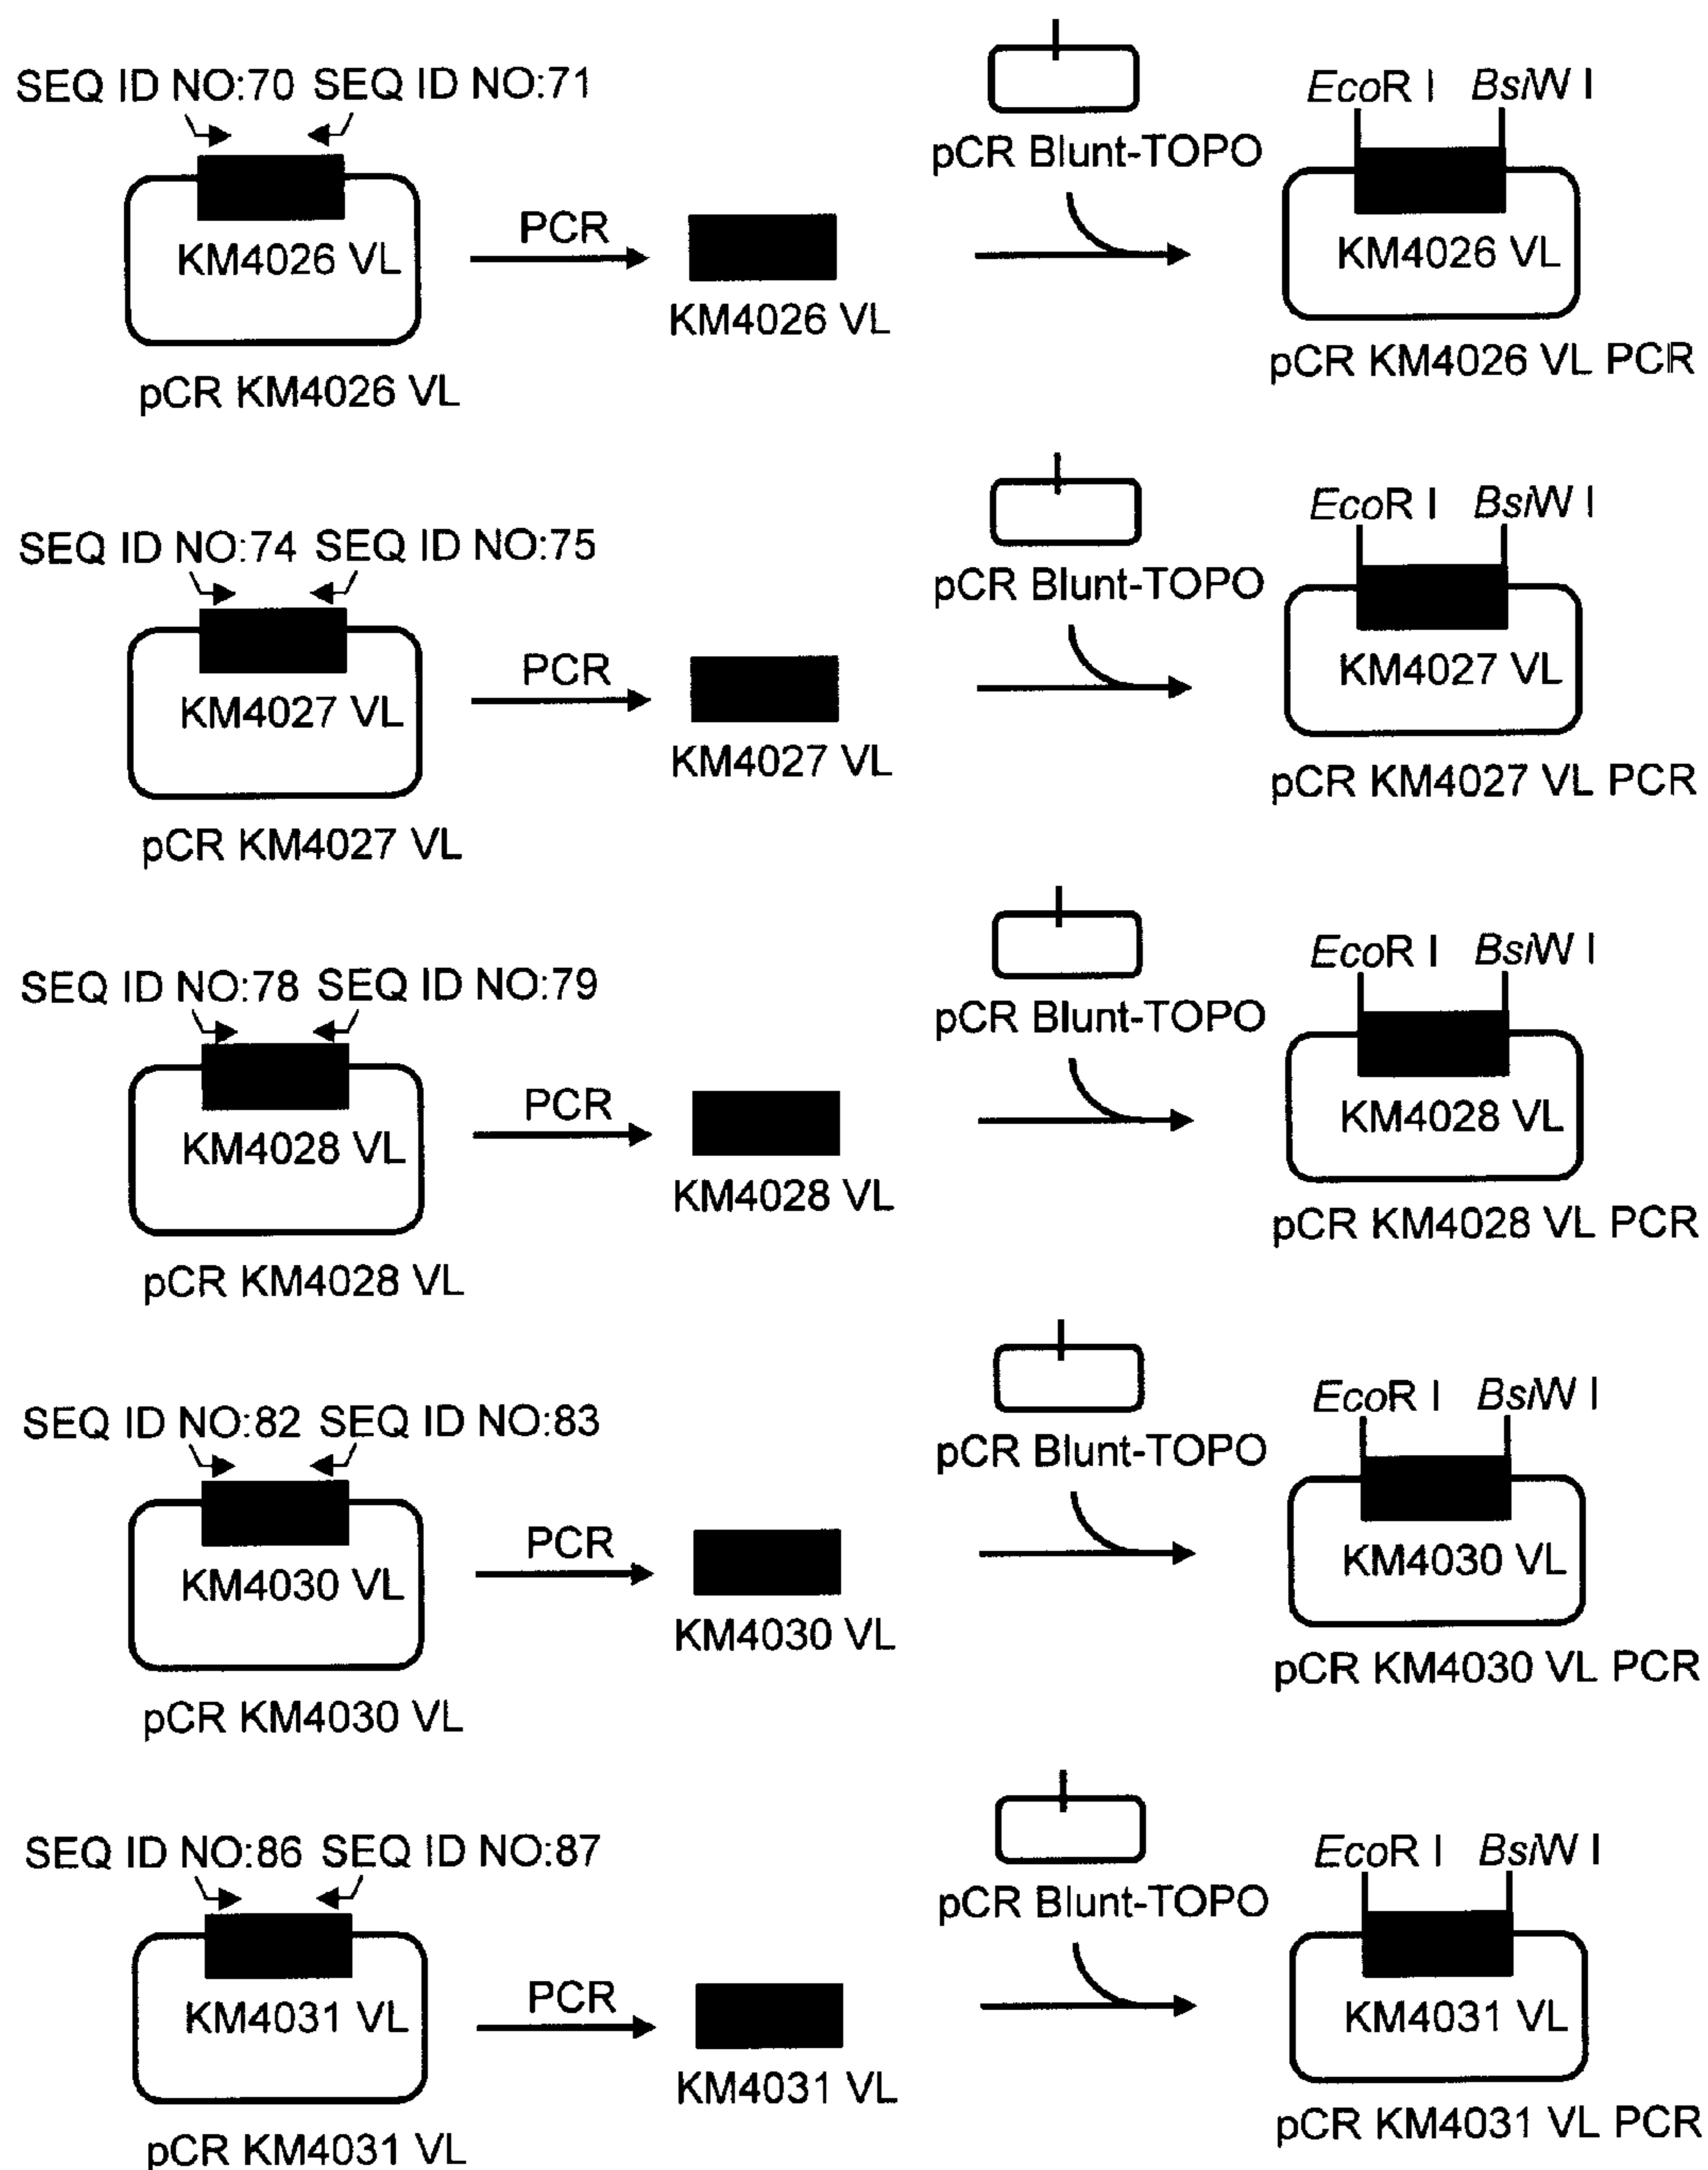 SEQ ID NO:70 SEQ ID NO:71
EcoR I BsiW I
pCR Blunt-TOPO
KM4026 VL
PCR
KM4026 VL
KM4026 VL
pCR KM4026 VL
pCR KM4026 VL PCR
SEQ ID NO:74 SEQ ID NO:75
EcoR I BsiW I
pCR Blunt-TOPO
KM4027 VL
PCR
KM4027 VL
KM4027 VL
pCR KM4027 VL
pCR KM4027 VL PCR
SEQ ID NO:78 SEQ ID NO:79
EcoR I BsiW I
pCR Blunt-TOPO
KM4028 VL
PCR
KM4028 VL
KM4028 VL
pCR KM4028 VL
pCR KM4028 VL PCR
SEQ ID NO:82 SEQ ID NO:83
EcoR I BsiW I
pCR Blunt-TOPO
KM4030 VL
PCR
KM4030 VL
KM4030 VL
pCR KM4030 VL
pCR KM4030 VL PCR
SEQ ID NO:86 SEQ ID NO:87
EcoR I BsiW I
pCR Blunt-TOPO
KM4031 VL
PCR
KM4031 VL
KM4031 VL
pCR KM4031 VL
pCR KM4031 VL PCR